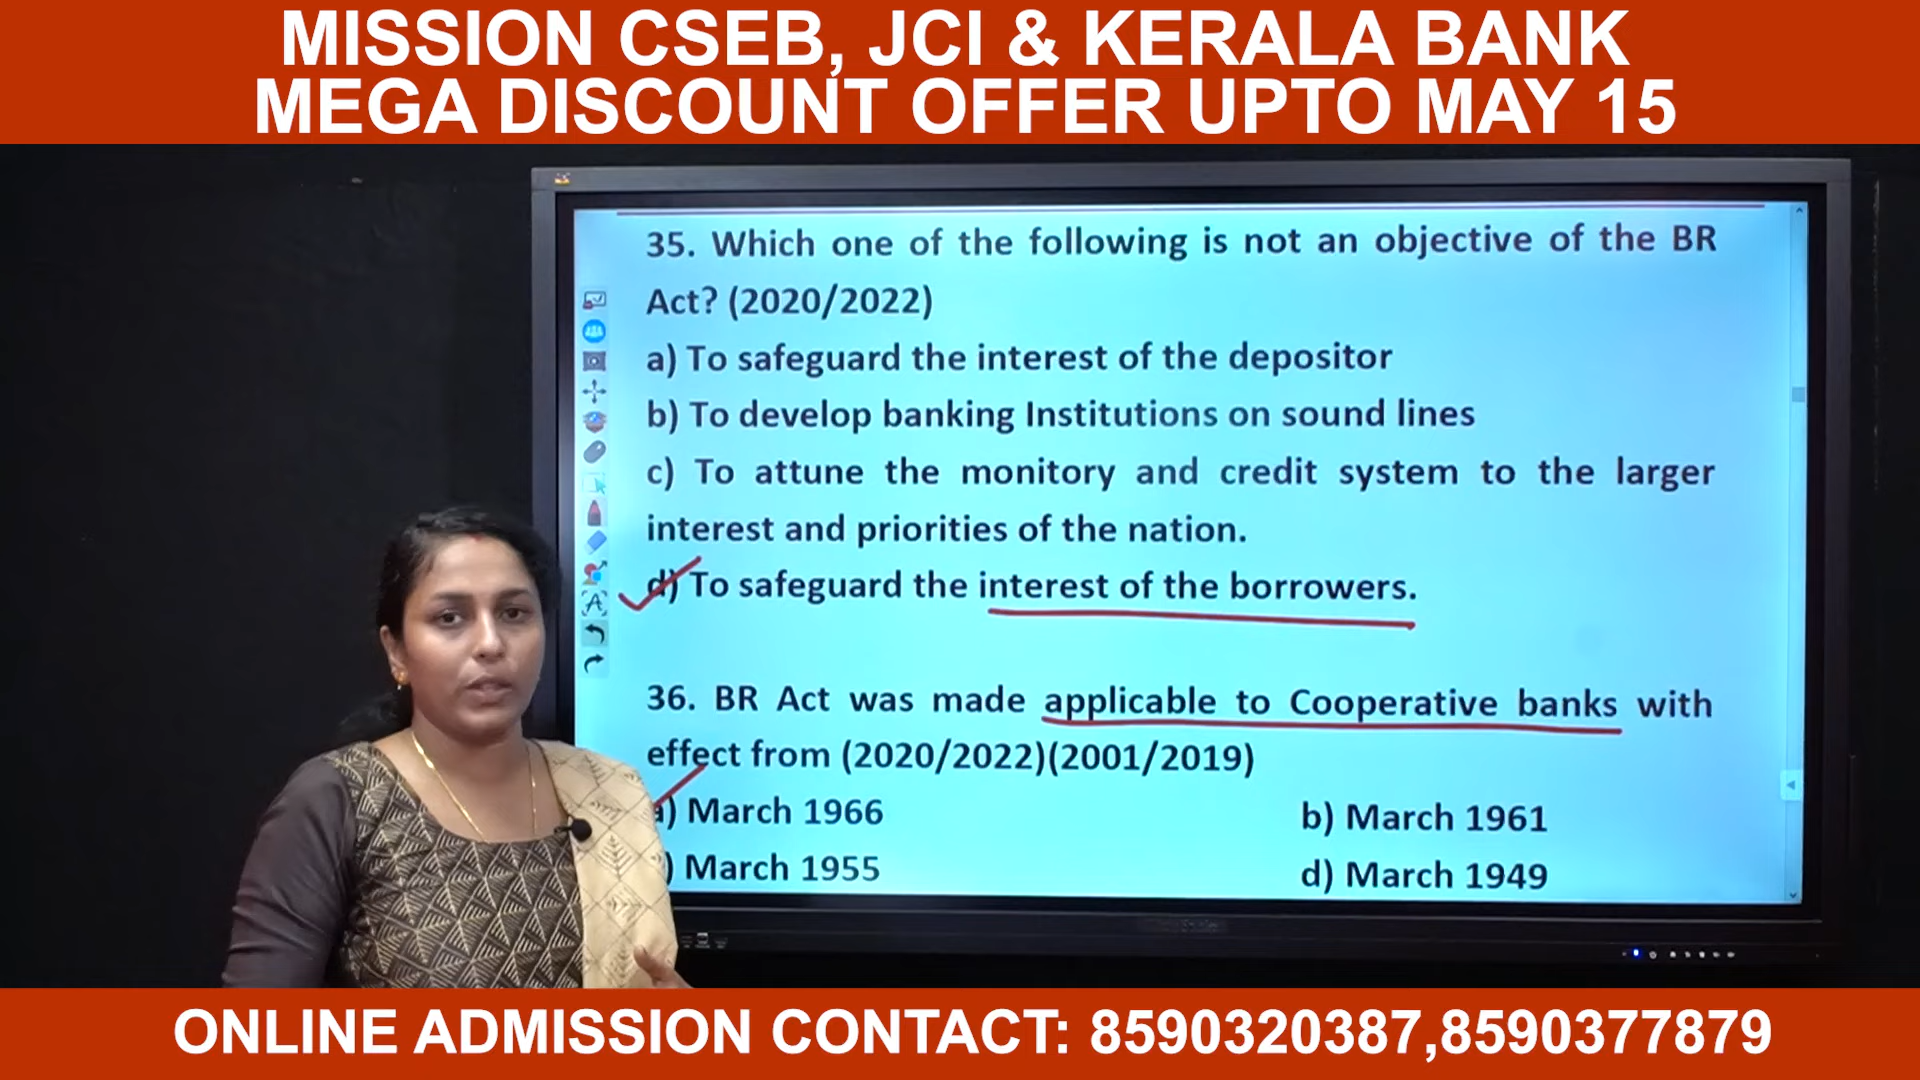 MISSION CSEB, JCI & KERALA BANK
MEGA DISCOUNT OFFER UPTO MAY 15
35. Which one of the following is not an objective of the BR
Act? (2020/2022)
a) To safeguard the interest of the depositor
b) To develop banking Institutions on sound lines
c) To attune the monitory and credit system to the larger
interest and priorities of the nation.
d) To safeguard the interest of the borrowers.
36. BR Act was made applicable to Cooperative banks with
effect from (2020/2022)(2001/2019)
a) March 1966 b) March 1961
) March 1955 d) March 1949
ONLINE ADMISSION CONTACT: 8590320387,8590377879